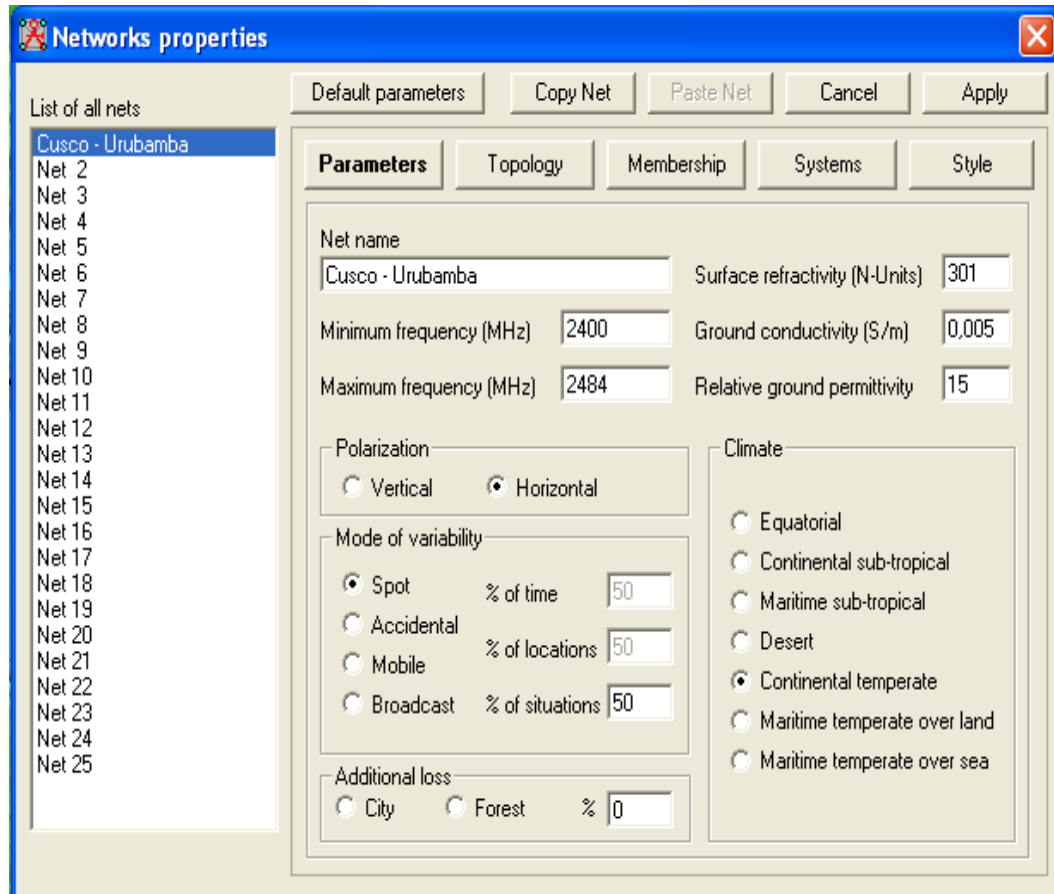 Networks properties
List of all nets
Default parameters
Copy Net
Paste Net
Cancel
Apply
Cusco - Urubamba
Net 2
Net 3
Net 4
Net 5
Net 6
Net 7
Net 8
Net 9
Net 10
Net 11
Net 12
Net 13
Net 14
Net 15
Net 16
Net 17
Net 18
Net 19
Net 20
Net 21
Net 22
Net 23
Net 24
Net 25
Parameters
Topology
Membership
Systems
Style
Net name
Cusco - Urubamba
Surface refractivity (N-Units) 301
Minimum frequency (MHz) 2400
Ground conductivity (S/m) 0,005
Maximum frequency (MHz) 2484
Relative ground permittivity 15
Polarization
Vertical
Horizontal
Mode of variability
Spot
Accidental
Mobile
Broadcast
% of time 50
% of locations 50
% of situations 50
Additional loss
City
Forest
% 0
Climate
Equatorial
Continental sub-tropical
Maritime sub-tropical
Desert
Continental temperate
Maritime temperate over land
Maritime temperate over sea